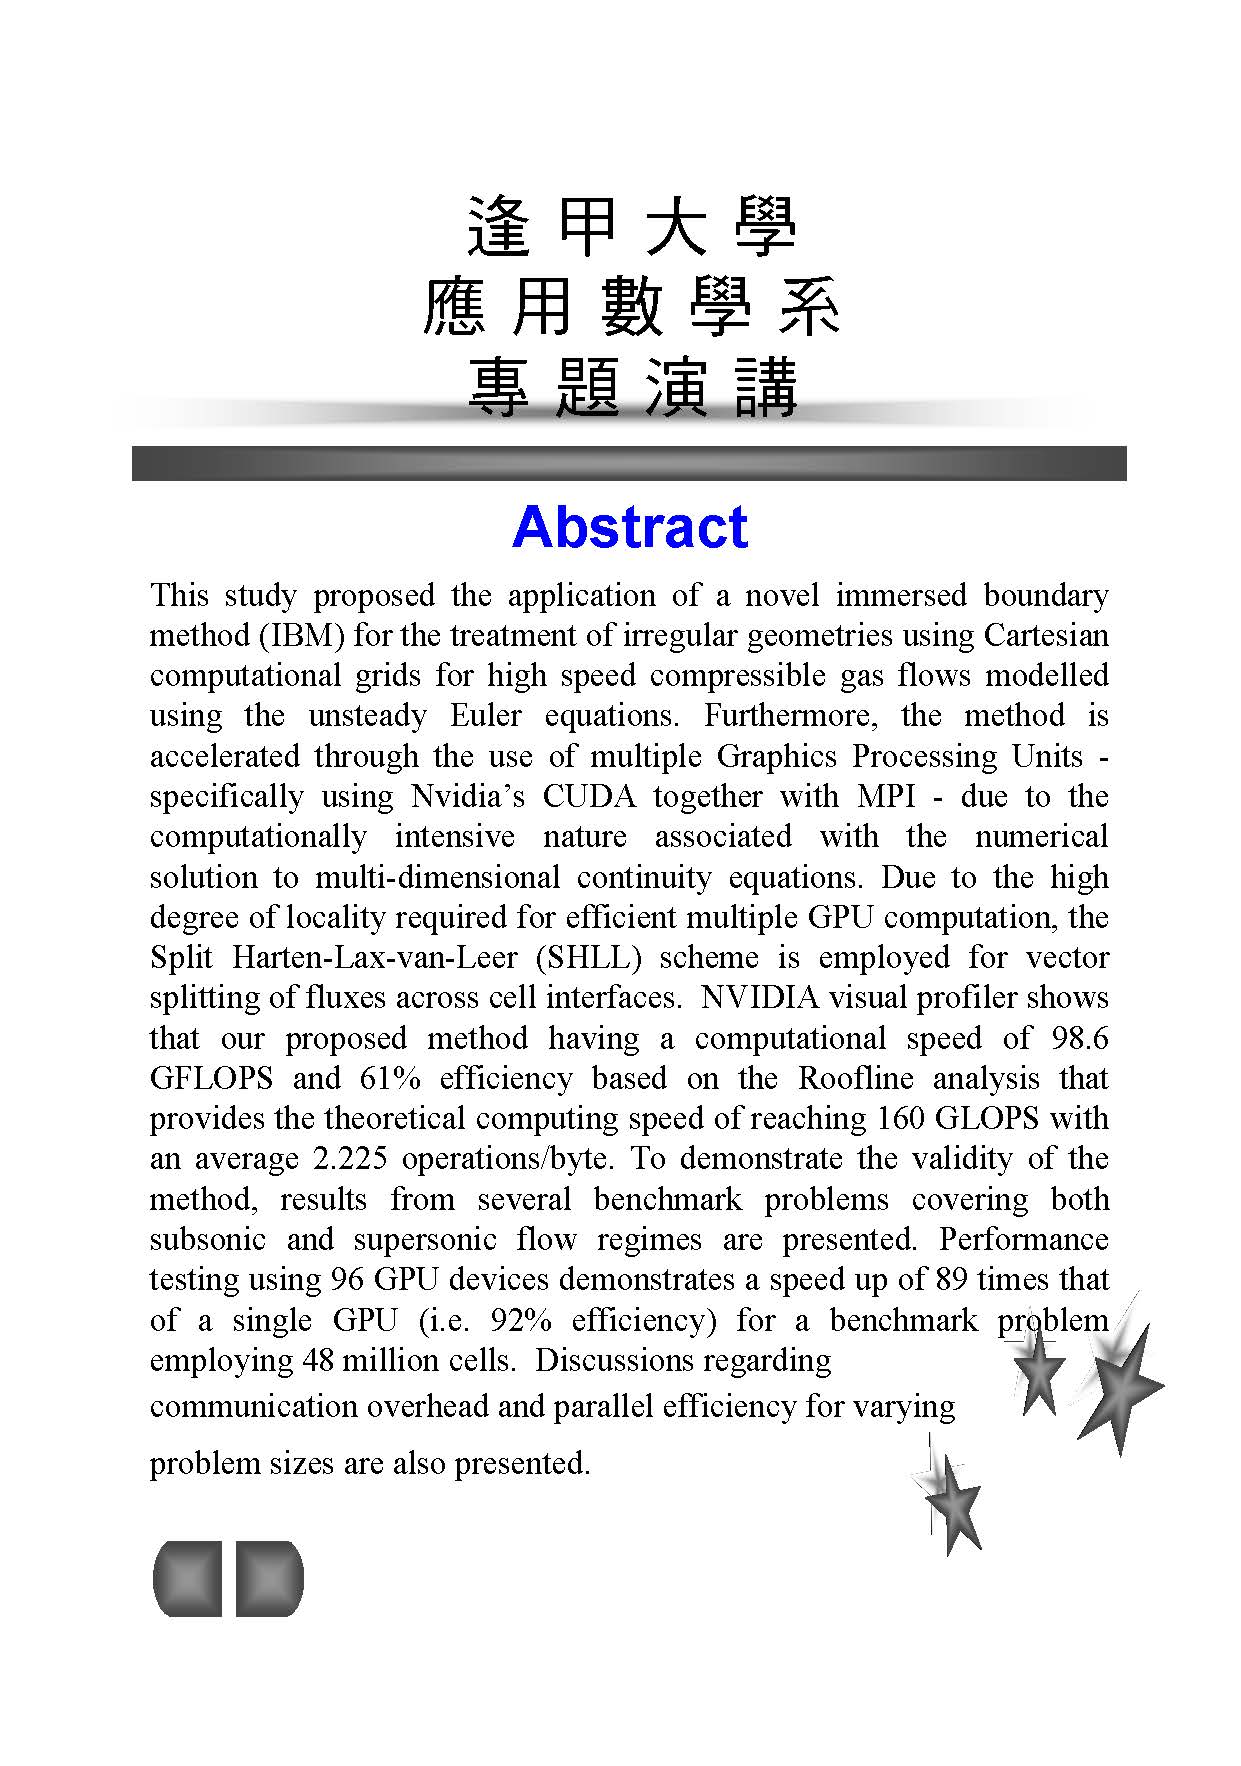 逢甲大學
應用數學系
專題演講
Abstract
This study proposed the application of a novel immersed boundary
method (IBM) for the treatment of irregular geometries using Cartesian
computational grids for high speed compressible gas flows modelled
using the unsteady Euler equations. Furthermore, the method is
accelerated through the use of multiple Graphics Processing Units -
specifically using Nvidia’s CUDA together with MPI - due to the
computationally intensive nature associated with the numerical
solution to multi-dimensional continuity equations. Due to the high
degree of locality required for efficient multiple GPU computation, the
Split Harten-Lax-van-Leer (SHLL) scheme is employed for vector
splitting of fluxes across cell interfaces.  NVIDIA visual profiler shows
that our proposed method having a computational speed of 98.6
GFLOPS and 61% efficiency based on the Roofline analysis that
provides the theoretical computing speed of reaching 160 GLOPS with
an average 2.225 operations/byte. To demonstrate the validity of the
method, results from several benchmark problems covering both
subsonic and supersonic flow regimes are presented. Performance
testing using 96 GPU devices demonstrates a speed up of 89 times that
of a single GPU (i.e. 92% efficiency) for a benchmark problem
employing 48 million cells.  Discussions regarding
communication overhead and parallel efficiency for varying
problem sizes are also presented.